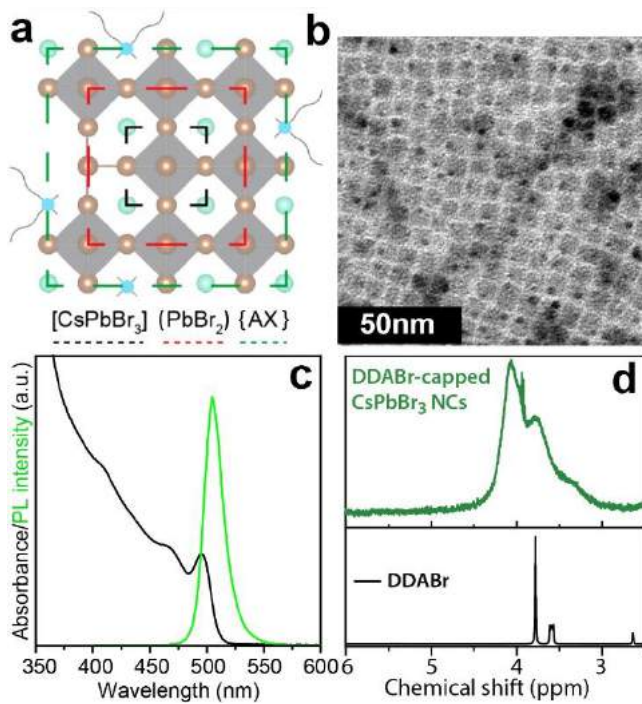 a
[CsPbBr3] (PbBr2) {AX}
b
50nm
c
Absorbance/PL intensity (a.u.)
350 400 450 500 550 600
Wavelength (nm)
d
DDABr-capped
CsPbBr3 NCs
DDABr
6 5 4 3
Chemical shift (ppm)